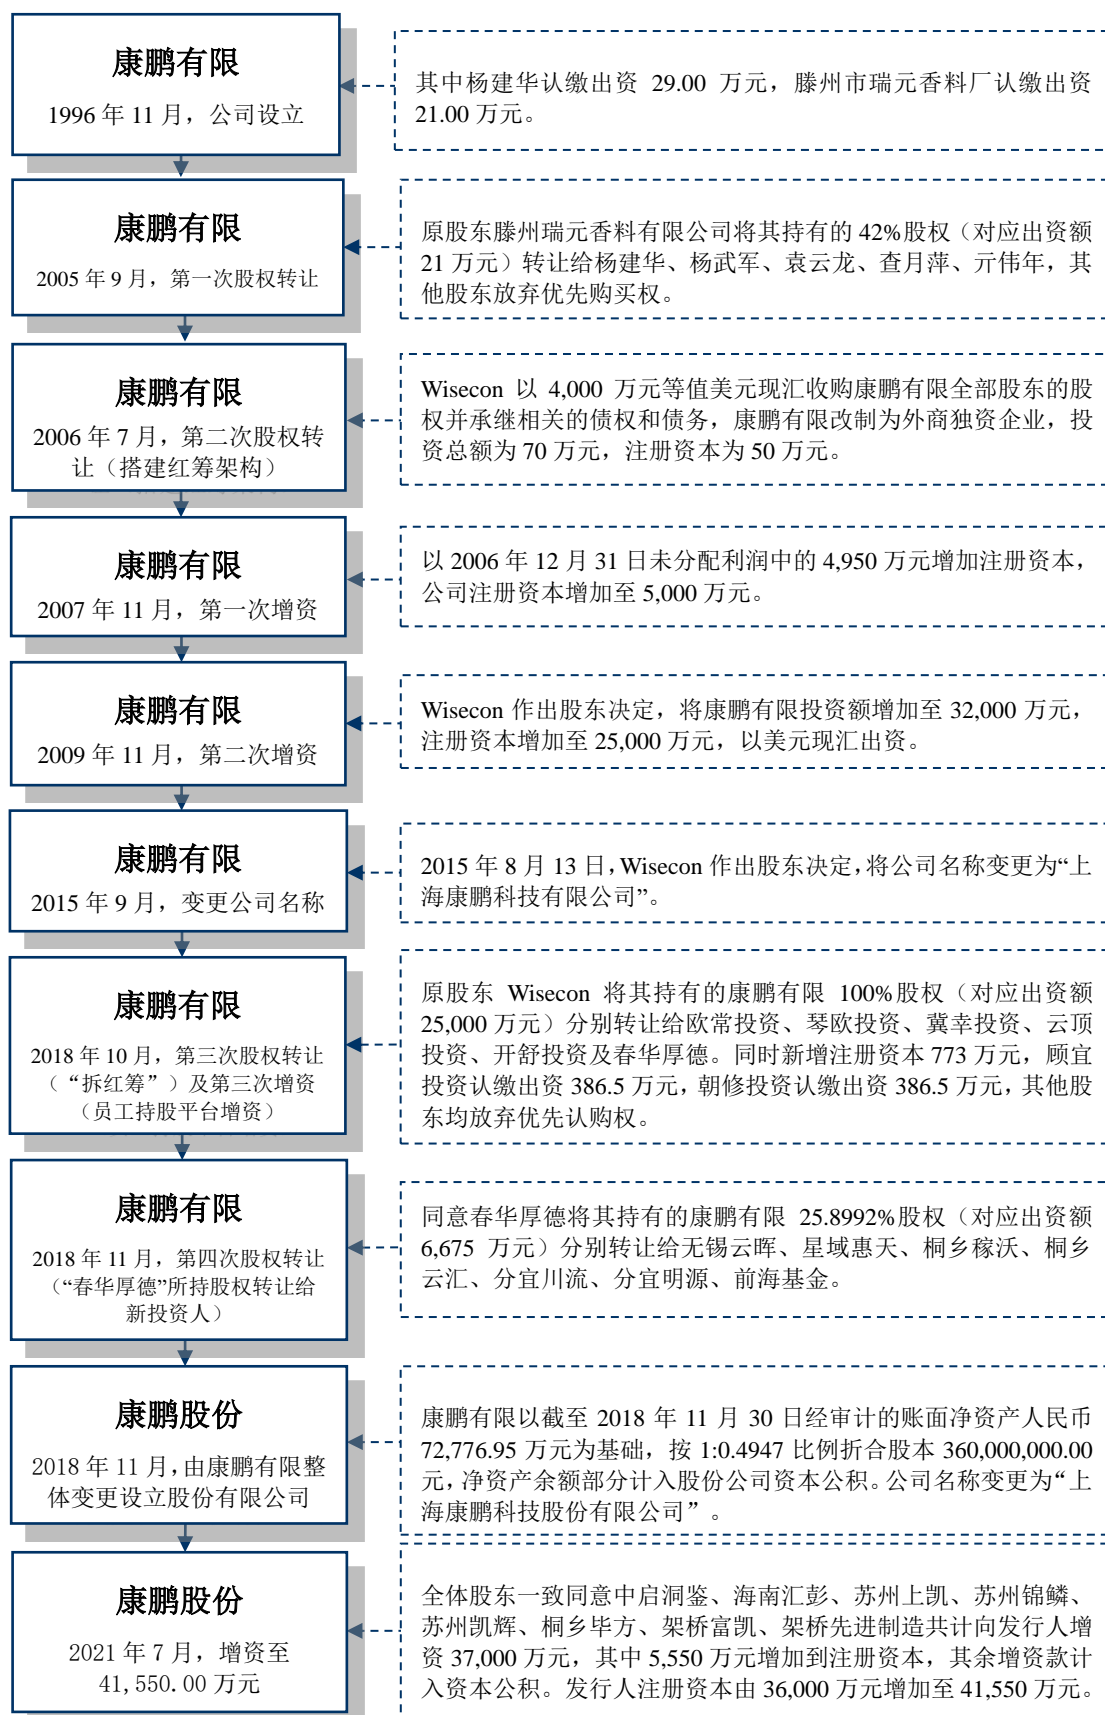 康鹏有限
1996 年 11 月，公司设立
其中杨建华认缴出资 29.00 万元，滕州市瑞元香料厂认缴出资
21.00 万元。
康鹏有限
2005 年 9 月，第一次股权转让
原股东滕州瑞元香料有限公司将其持有的 42%股权（对应出资额
21 万元）转让给杨建华、杨武军、袁云龙、查月萍、亓伟年，其
他股东放弃优先购买权。
康鹏有限
2006 年 7 月，第二次股权转
让（搭建红筹架构）
Wisecon 以 4,000 万元等值美元现汇收购康鹏有限全部股东的股
权并承继相关的债权和债务，康鹏有限改制为外商独资企业，投
资总额为 70 万元，注册资本为 50 万元。
康鹏有限
2007 年 11 月，第一次增资
以 2006 年 12 月 31 日未分配利润中的 4,950 万元增加注册资本，
公司注册资本增加至 5,000 万元。
康鹏有限
2009 年 11 月，第二次增资
Wisecon 作出股东决定，将康鹏有限投资额增加至 32,000 万元，
注册资本增加至 25,000 万元，以美元现汇出资。
康鹏有限
2015 年 9 月，变更公司名称
2015 年 8 月 13 日，Wisecon 作出股东决定，将公司名称变更为“上
海康鹏科技有限公司”。
康鹏有限
2018 年 10 月，第三次股权转让
（“拆红筹”）及第三次增资
（员工持股平台增资）
原股东 Wisecon 将其持有的康鹏有限 100%股权（对应出资额
25,000 万元）分别转让给欧常投资、琴欧投资、冀幸投资、云顶
投资、开舒投资及春华厚德。同时新增注册资本 773 万元，顾宜
投资认缴出资 386.5 万元，朝修投资认缴出资 386.5 万元，其他股
东均放弃优先认购权。
康鹏有限
2018 年 11 月，第四次股权转让
（“春华厚德”所持股权转让给
新投资人）
同意春华厚德将其持有的康鹏有限 25.8992%股权（对应出资额
6,675 万元）分别转让给无锡云晖、星域惠天、桐乡稼沃、桐乡
云汇、分宜川流、分宜明源、前海基金。
康鹏股份
2018 年 11 月，由康鹏有限整
体变更设立股份有限公司
康鹏有限以截至 2018 年 11 月 30 日经审计的账面净资产人民币
72,776.95 万元为基础，按 1:0.4947 比例折合股本 360,000,000.00
元，净资产余额部分计入股份公司资本公积。公司名称变更为“上
海康鹏科技股份有限公司”。
康鹏股份
2021 年 7 月，增资至
41,550.00 万元
全体股东一致同意中启洞鉴、海南汇彭、苏州上凯、苏州锦鳞、
苏州凯辉、桐乡毕方、架桥富凯、架桥先进制造共计向发行人增
资 37,000 万元，其中 5,550 万元增加到注册资本，其余增资款计
入资本公积。发行人注册资本由 36,000 万元增加至 41,550 万元。